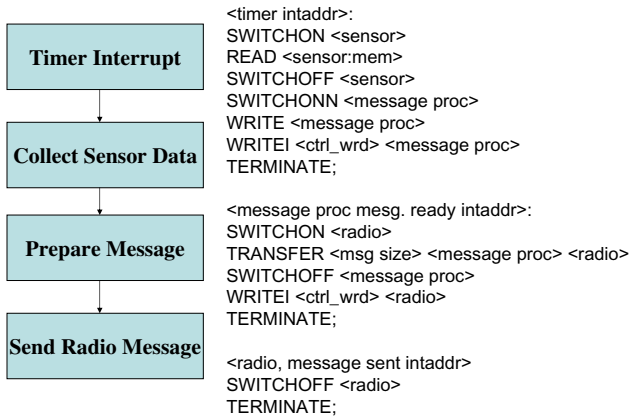 Timer Interrupt
Collect Sensor Data
Prepare Message
Send Radio Message
<timer intaddr>:
SWITCHON <sensor>
READ <sensor:mem>
SWITCHOFF <sensor>
SWITCHONN <message proc>
WRITE <message proc>
WRITEI <ctrl_wrd> <message proc>
TERMINATE;
<message proc mesg. ready intaddr>:
SWITCHON <radio>
TRANSFER <msg size> <message proc> <radio>
SWITCHOFF <message proc>
WRITEI <ctrl_wrd> <radio>
TERMINATE;
<radio, message sent intaddr>
SWITCHOFF <radio>
TERMINATE;